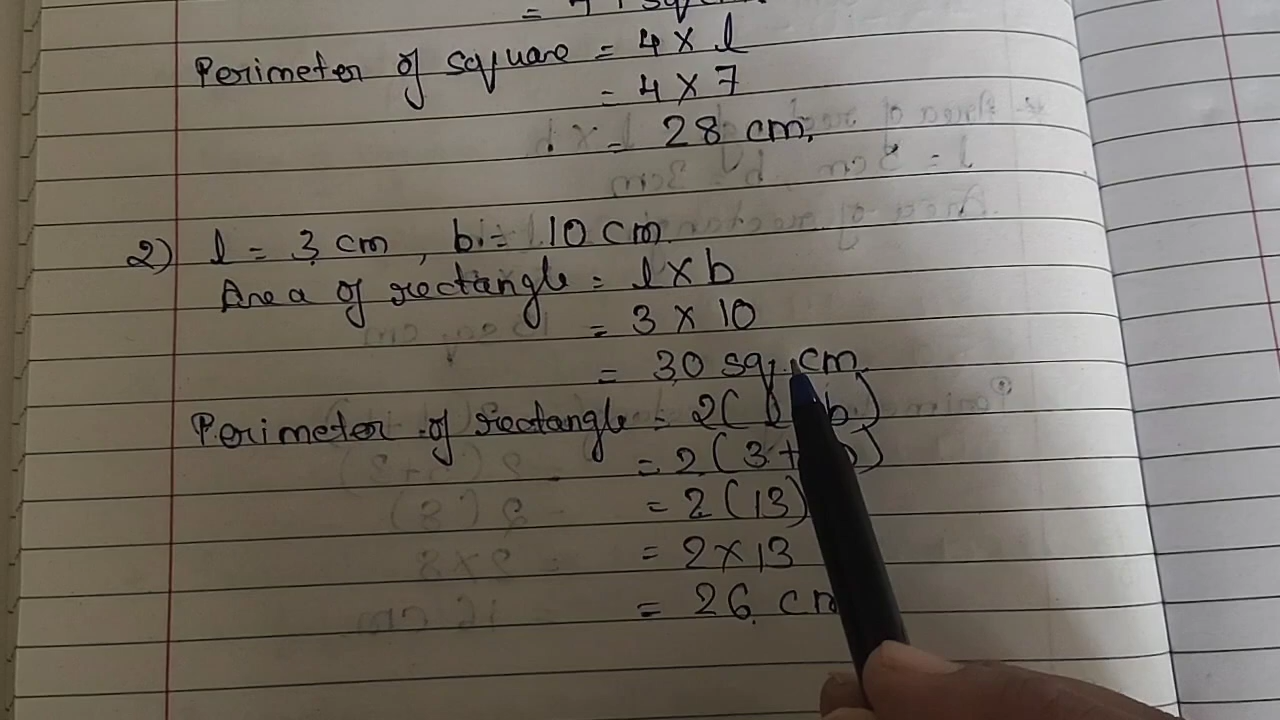 Perimeter of square = 4 × l
= 4 × 7
= 28 cm.
2) l = 3 cm , b = 10 cm
Area of rectangle = l × b
= 3 × 10
= 30 sq. cm
Perimeter of rectangle = 2( l b)
= 2 (3 + )
= 2 (13)
= 2 × 13
= 26 cm